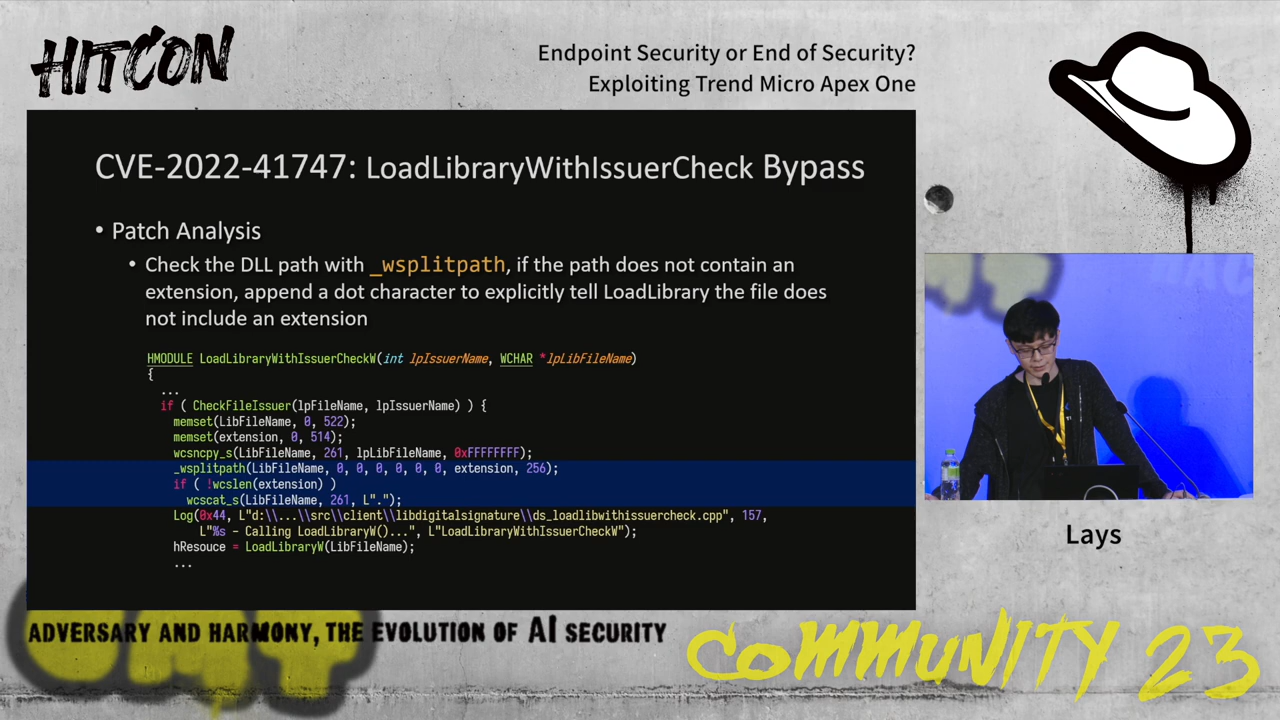 HITCON
Endpoint Security or End of Security?
Exploiting Trend Micro Apex One
CVE-2022-41747: LoadLibraryWithIssuerCheck Bypass
• Patch Analysis
• Check the DLL path with _wsplitpath, if the path does not contain an
extension, append a dot character to explicitly tell LoadLibrary the file does
not include an extension
HMODULE LoadLibraryWithIssuerCheckW(int lpIssuerName, WCHAR *lpLibFileName)
{
...
if ( CheckFileIssuer(lpFileName, lpIssuerName) ) {
memset(LibFileName, 0, 522);
memset(extension, 0, 514);
wcsncpy_s(LibFileName, 261, lpLibFileName, 0xFFFFFFFF);
_wsplitpath(LibFileName, 0, 0, 0, 0, 0, 0, extension, 256);
if ( !wcslen(extension) )
wcscat_s(LibFileName, 261, L".");
Log(0x44, L"d:\\...\\src\\client\\libdigitalsignature\\ds_loadlibwithissuercheck.cpp", 157,
L"%s - Calling LoadLibraryW()...", L"LoadLibraryWithIssuerCheckW");
hResouce = LoadLibraryW(LibFileName);
...
Lays
ADVERSARY AND HARMONY, THE EVOLUTION OF AI SECURITY
COMMUNITY 23